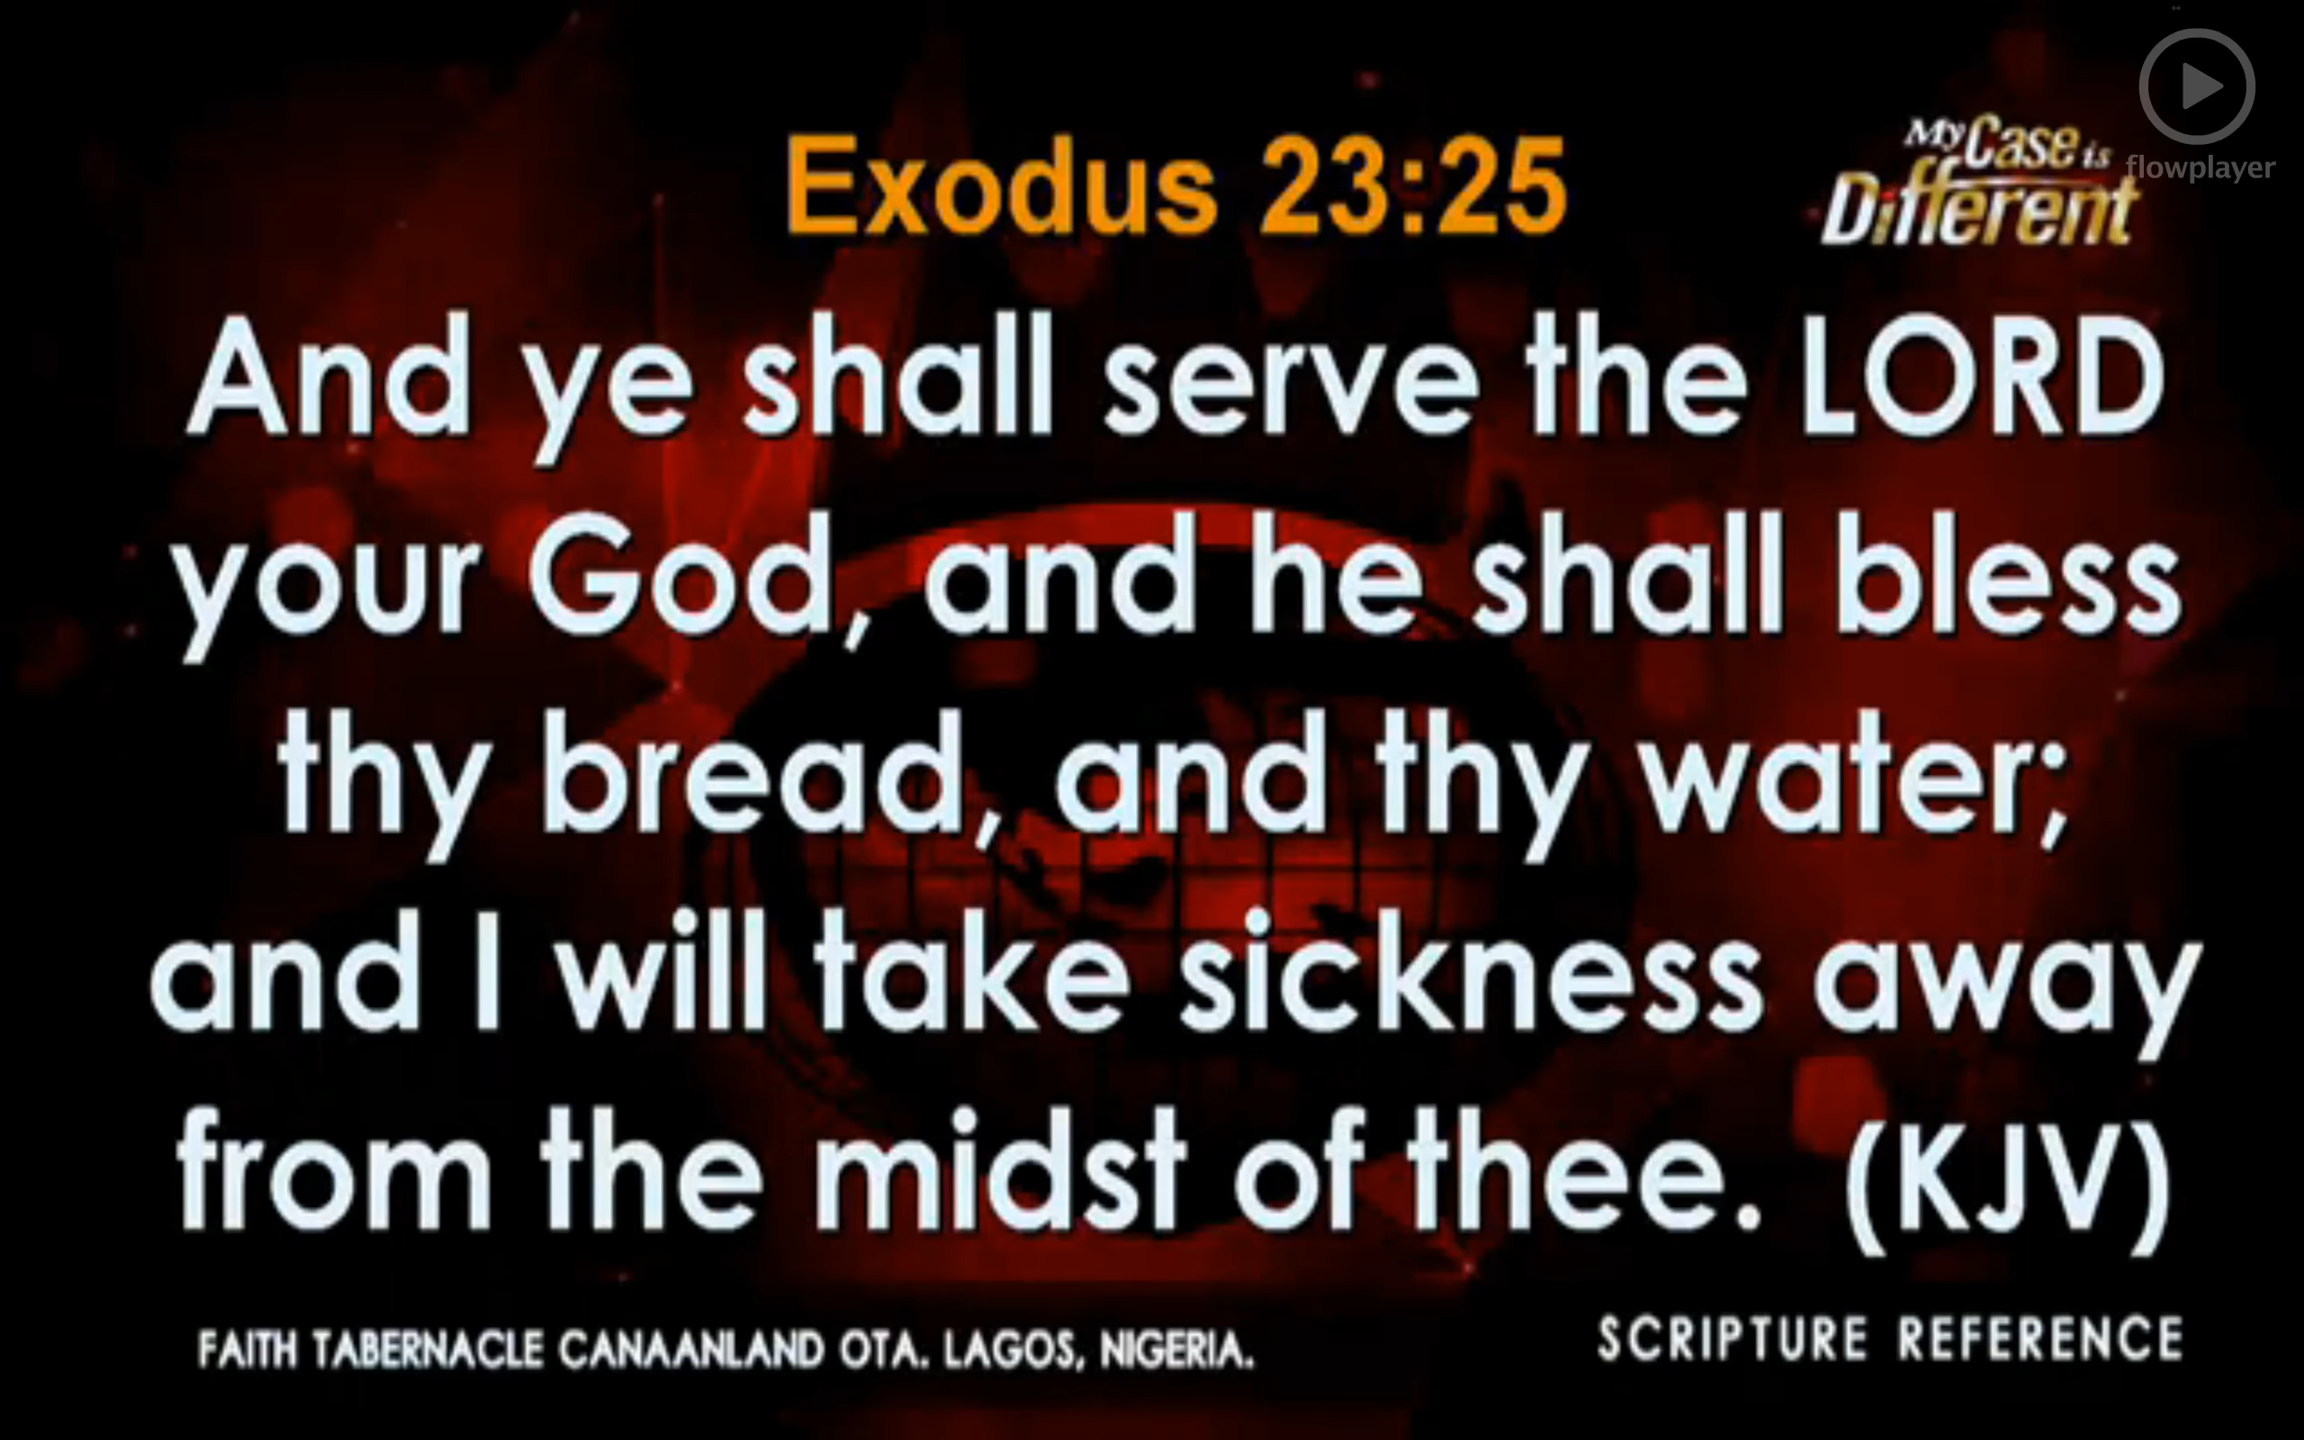 flowplayer
Exodus 23:25
My Case is
Different
And ye shall serve the LORD
your God, and he shall bless
thy bread, and thy water;
and I will take sickness away
from the midst of thee. (KJV)
FAITH TABERNACLE CANAANLAND OTA. LAGOS, NIGERIA.
SCRIPTURE REFERENCE